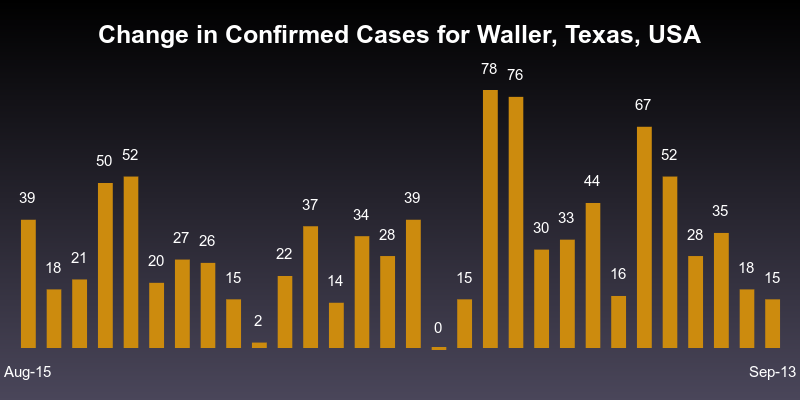 Change in Confirmed Cases for Waller, Texas, USA
39 18 21 50 52 20 27 26 15 2 22 37 14 34 28 39 0 15 78 76 30 33 44 16 67 52 28 35 18 15
Aug-15 Sep-13